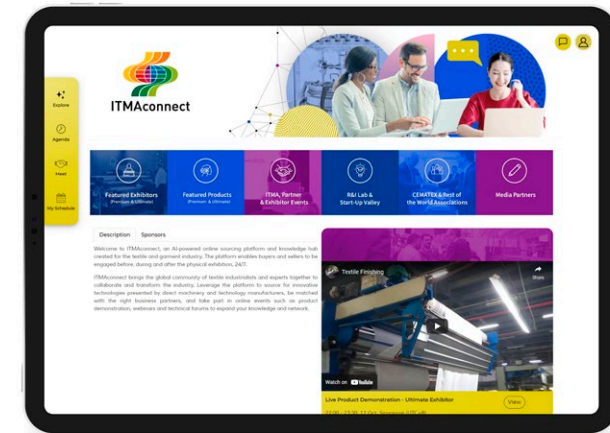 ITMAconnect
Explore
Agenda
Meet
My Schedule
Featured Exhibitors
(Premium & Ultimate)
Featured Products
(Premium & Ultimate)
ITMA, Partner
& Exhibitor Events
R&I Lab &
Start-Up Valley
CEMATEX & Rest of
the World Associations
Media Partners
Description Sponsors
Welcome to ITMAconnect, an AI-powered online sourcing platform and knowledge hub
created for the textile and garment industry. The platform enables buyers and sellers to be
engaged before, during and after the physical exhibition, 24/7.
ITMAconnect brings the global community of textile industrialists and experts together to
collaborate and transform the industry. Leverage the platform to source for innovative
technologies presented by direct machinery and technology manufacturers, be matched
with the right business partners, and take part in online events such as product
demonstration, webinars and technical forums to expand your knowledge and network.
Textile Finishing
Share
Watch on YouTube
Live Product Demonstration - Ultimate Exhibitor
View